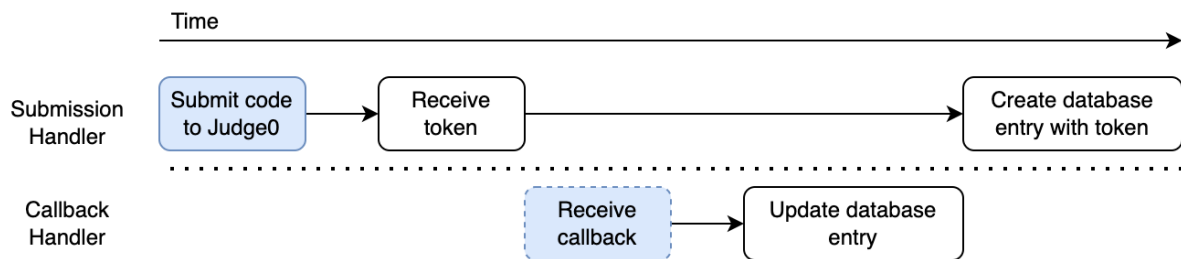 Time
Submission
Handler
Submit code
to Judge0
Receive
token
Create database
entry with token
Callback
Handler
Receive
callback
Update database
entry